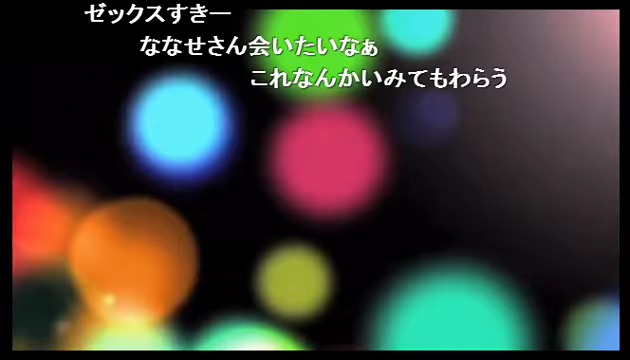 ゼックスすきー
ななせさん会いたいなぁ
これなんかいみてもわらう